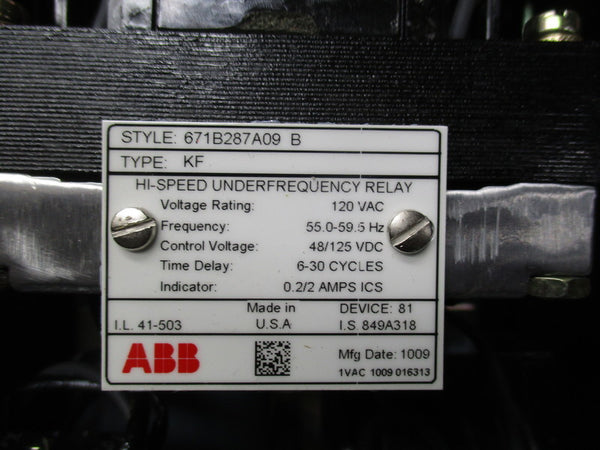 STYLE: 671B287A09 B
TYPE: KF
HI-SPEED UNDERFREQUENCY RELAY
Voltage Rating: 120 VAC
Frequency: 55.0-59.5 Hz
Control Voltage: 48/125 VDC
Time Delay: 6-30 CYCLES
Indicator: 0.2/2 AMPS ICS
Made in DEVICE: 81
I.L. 41-503 U.S.A I.S 849A318
ABB Mfg Date: 1009
1VAC 1009 016313